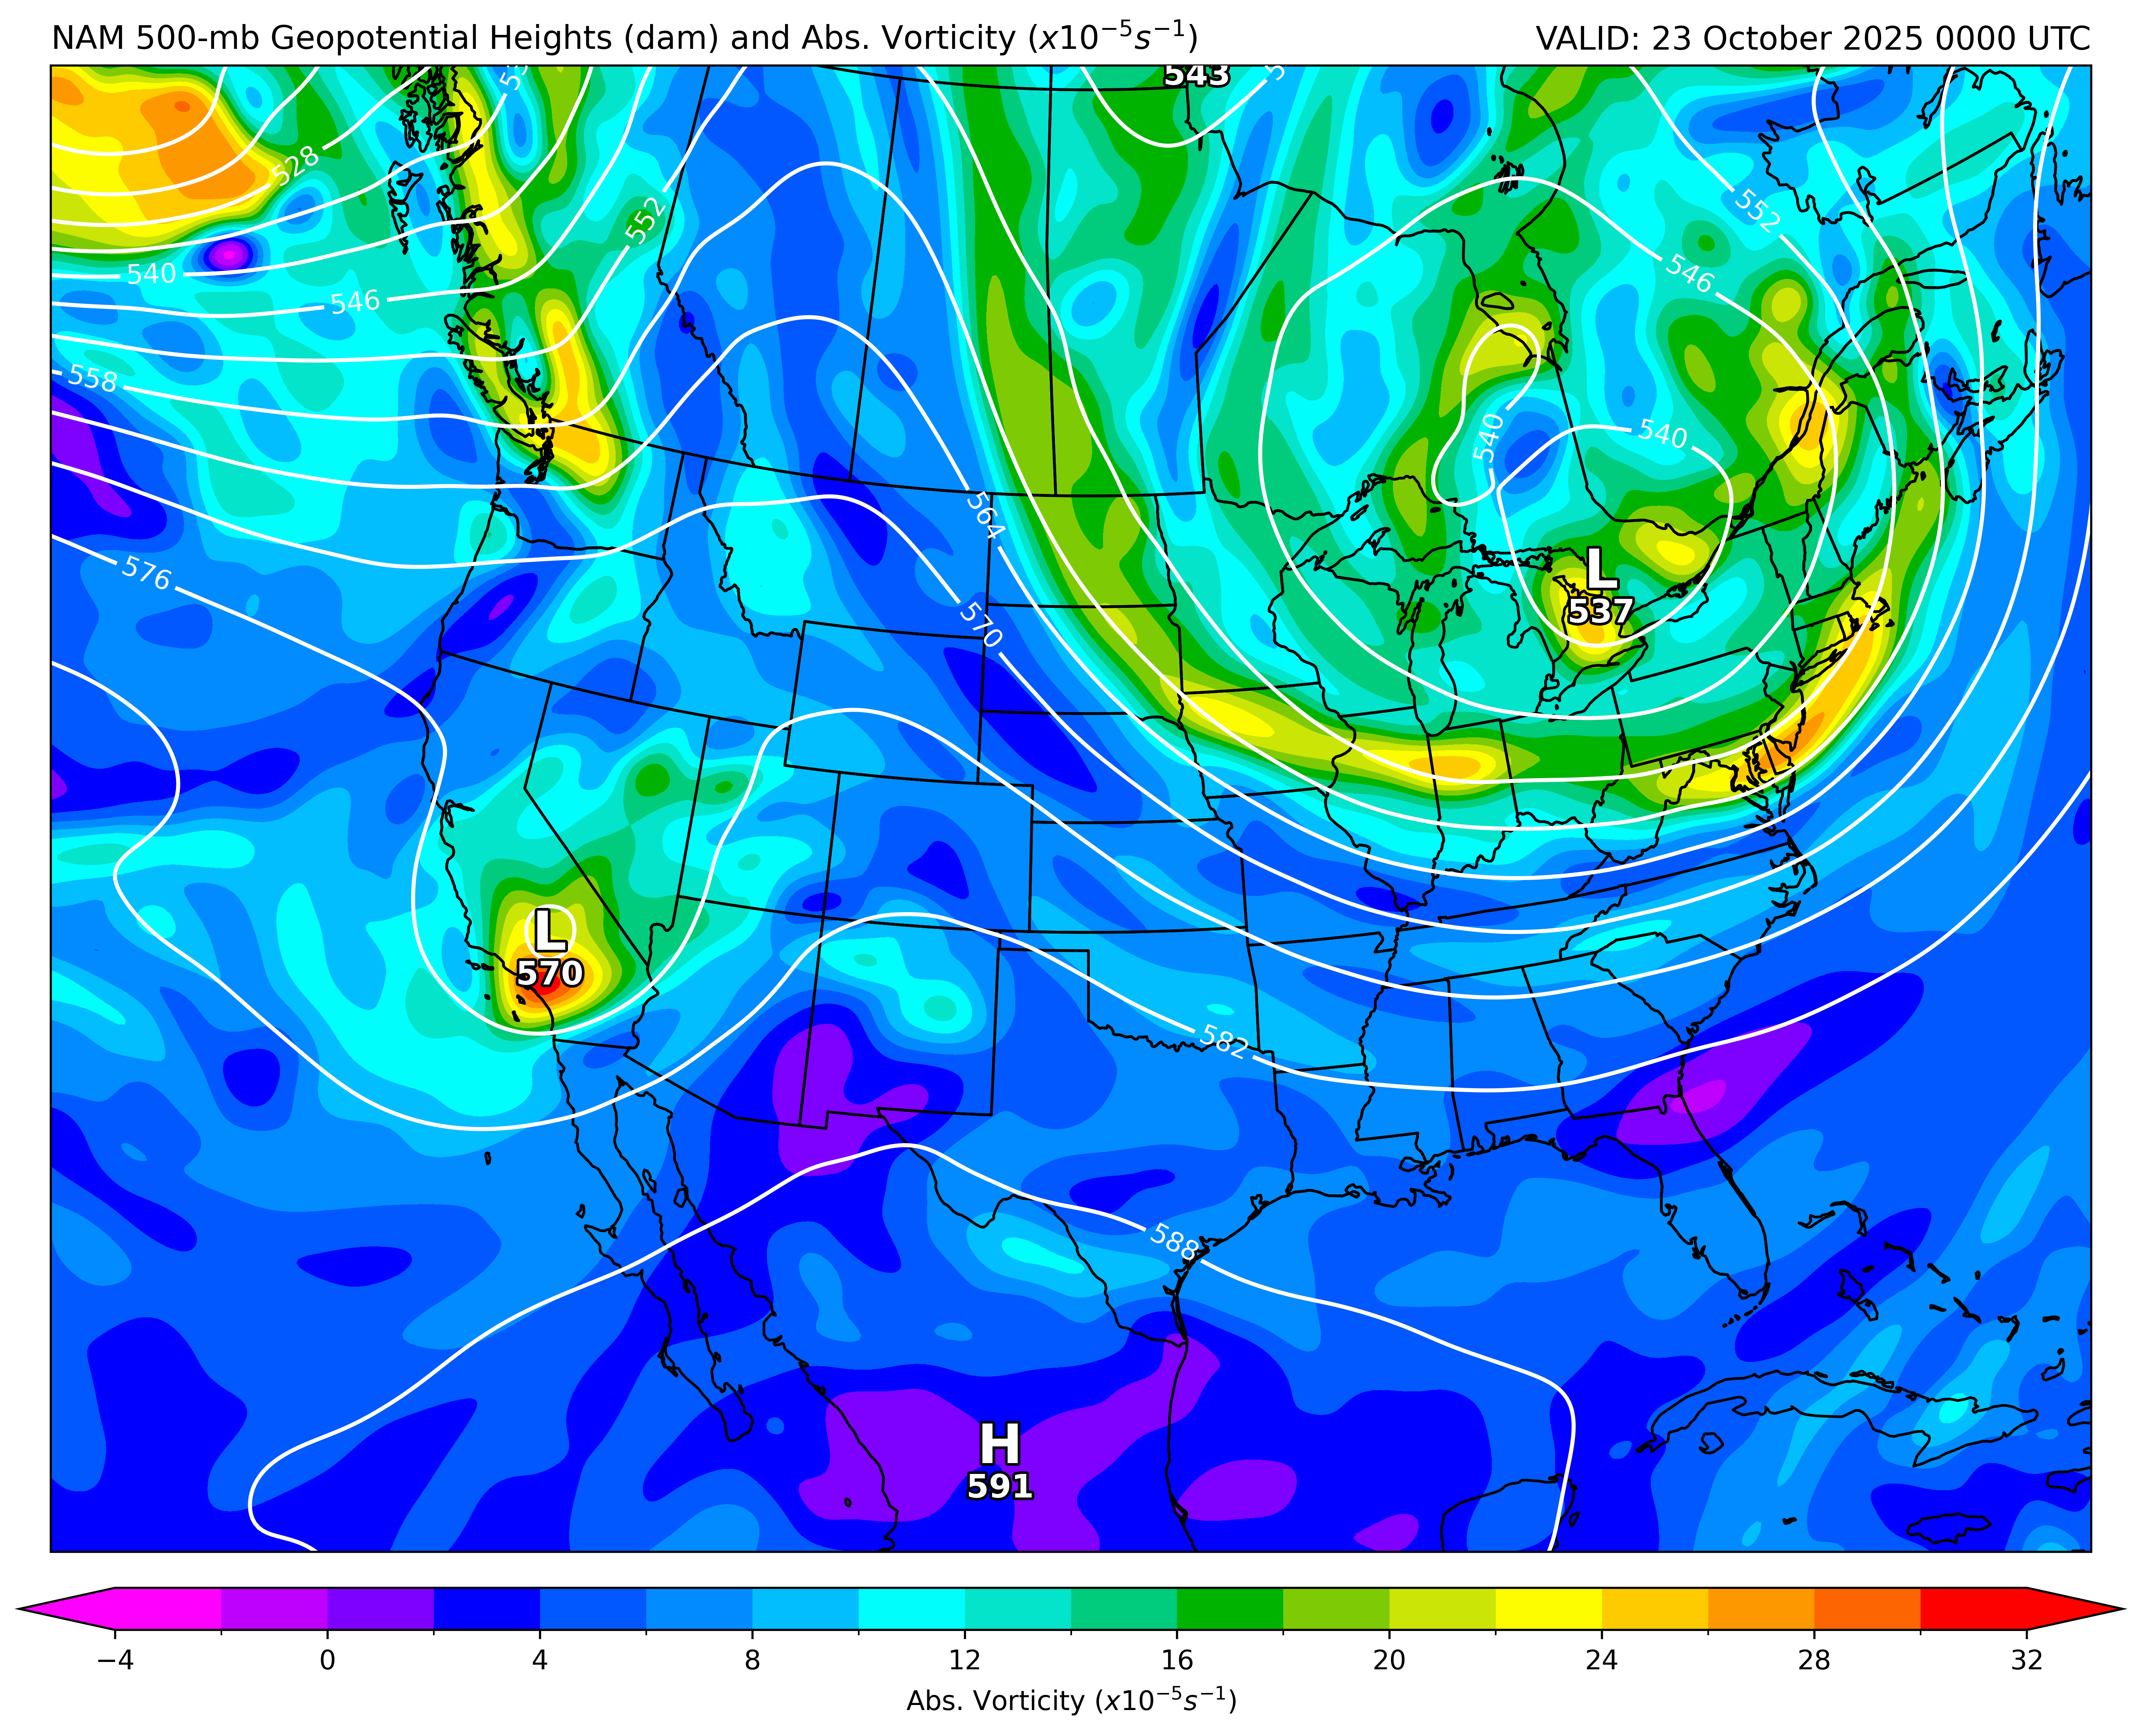 NAM 500-mb Geopotential Heights (dam) and Abs. Vorticity (x10⁻⁵s⁻¹)
VALID: 23 October 2025 0000 UTC
543
528
552
552
540
546
546
558
540
540
564
576
L
537
570
L
570
582
588
H
591
−4 0 4 8 12 16 20 24 28 32
Abs. Vorticity (x10⁻⁵s⁻¹)